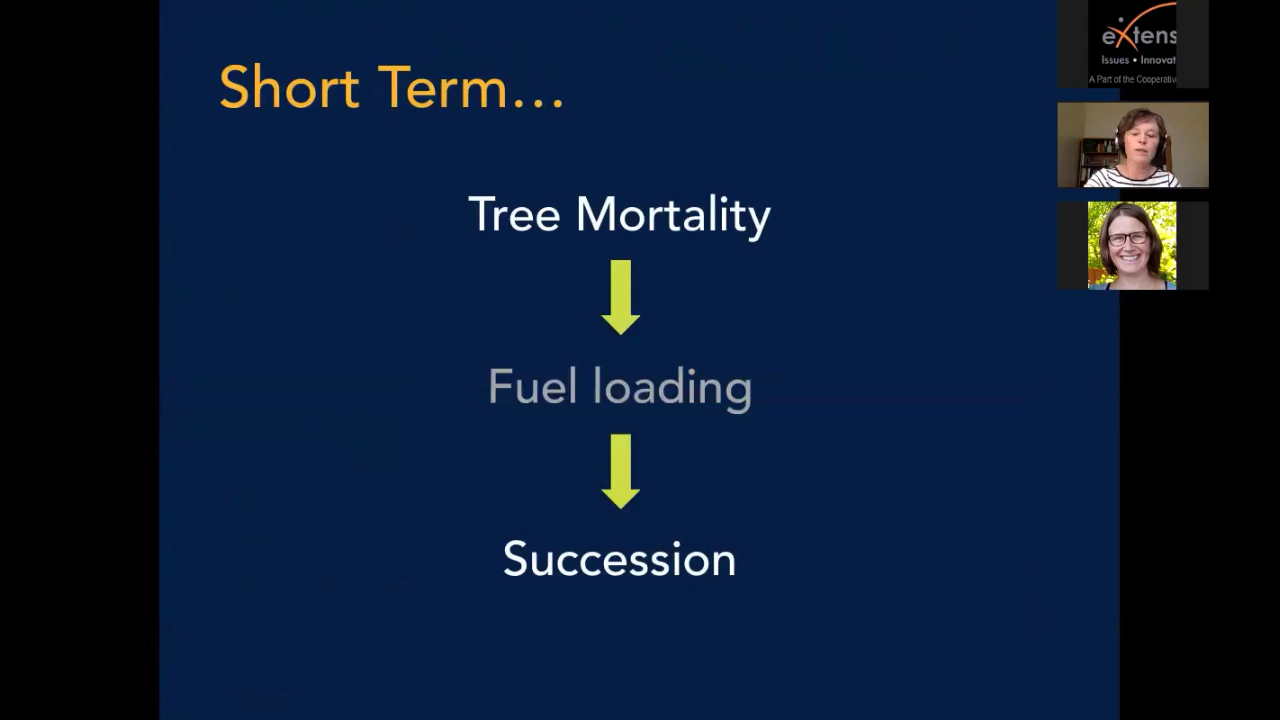 Short Term...
Tree Mortality
Fuel loading
Succession
eXtens
Issues • Innovat
A Part of the Cooperativ